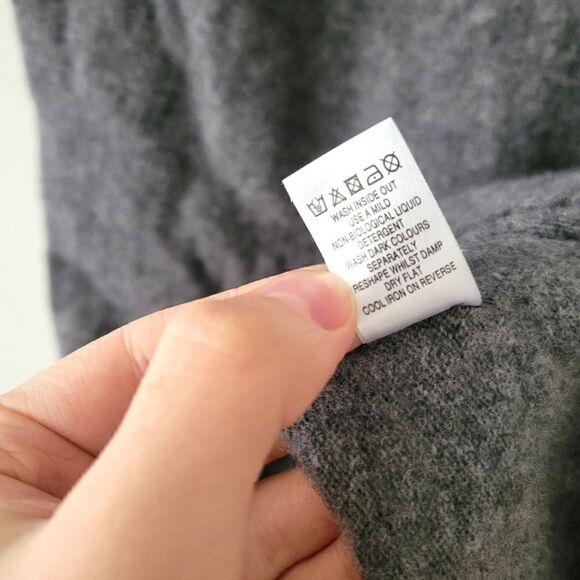 WASH INSIDE OUT
USE A MILD
NON-BIOLOGICAL LIQUID
DETERGENT
WASH DARK COLOURS
SEPARATELY
RESHAPE WHILST DAMP
DRY FLAT
COOL IRON ON REVERSE